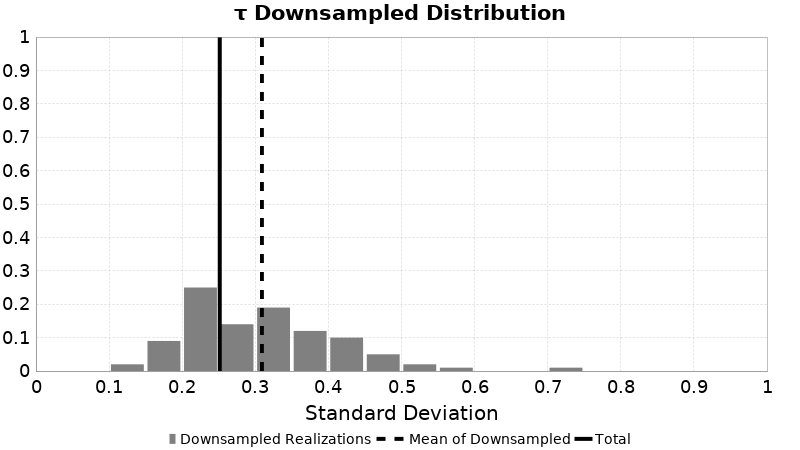 τ Downsampled Distribution
1
0.9
0.8
0.7
0.6
0.5
0.4
0.3
0.2
0.1
0
0 0.1 0.2 0.3 0.4 0.5 0.6 0.7 0.8 0.9 1
Standard Deviation
Downsampled Realizations Mean of Downsampled Total